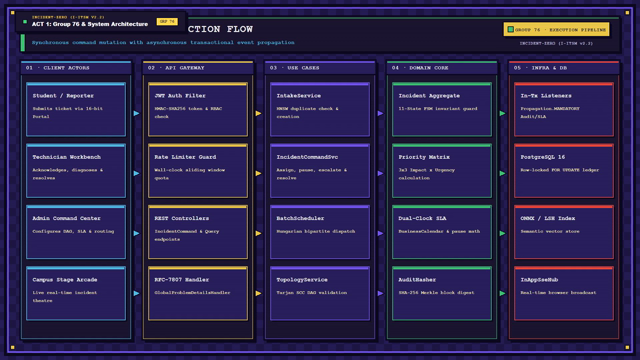 INCIDENT-ZERO (I-ITSM V2.5)
ACT 1: Group 76 & System Architecture
GRP 76
CTION FLOW
Synchronous command mutation with asynchronous transactional event propagation
GROUP 76 · EXECUTION PIPELINE
INCIDENT-ZERO (I-ITSM V2.5)
01 · CLIENT ACTORS
Student / Reporter
Submits ticket via 16-bit
Portal
Technician Workbench
Acknowledges, diagnoses &
resolves
Admin Command Center
Configures DAG, SLA & routing
Campus Stage Arcade
Live real-time incident
theatre
02 · API GATEWAY
JWT Auth Filter
HMAC-SHA256 token & RBAC
check
Rate Limiter Guard
Wall-clock sliding window
quota
REST Controllers
IncidentCommand & Query
endpoints
RFC-7807 Handler
GlobalProblemDetailsHandler
03 · USE CASES
IntakeService
HNSW duplicate check &
creation
IncidentCommandSvc
Assign, pause, escalate &
resolve
BatchScheduler
Hungarian bipartite dispatch
TopologyService
Tarjan SCC DAG validation
04 · DOMAIN CORE
Incident Aggregate
11-State FSM invariant guard
Priority Matrix
3x3 Impact x Urgency
calculation
Dual-Clock SLA
BusinessCalendar & pause math
AuditHasher
SHA-256 Merkle block digest
05 · INFRA & DB
In-Tx Listeners
Propagation.MANDATORY
Audit/SLA
PostgreSQL 16
Row-locked FOR UPDATE ledger
ONNX / LSH Index
Semantic vector store
InAppSseHub
Real-time browser broadcast